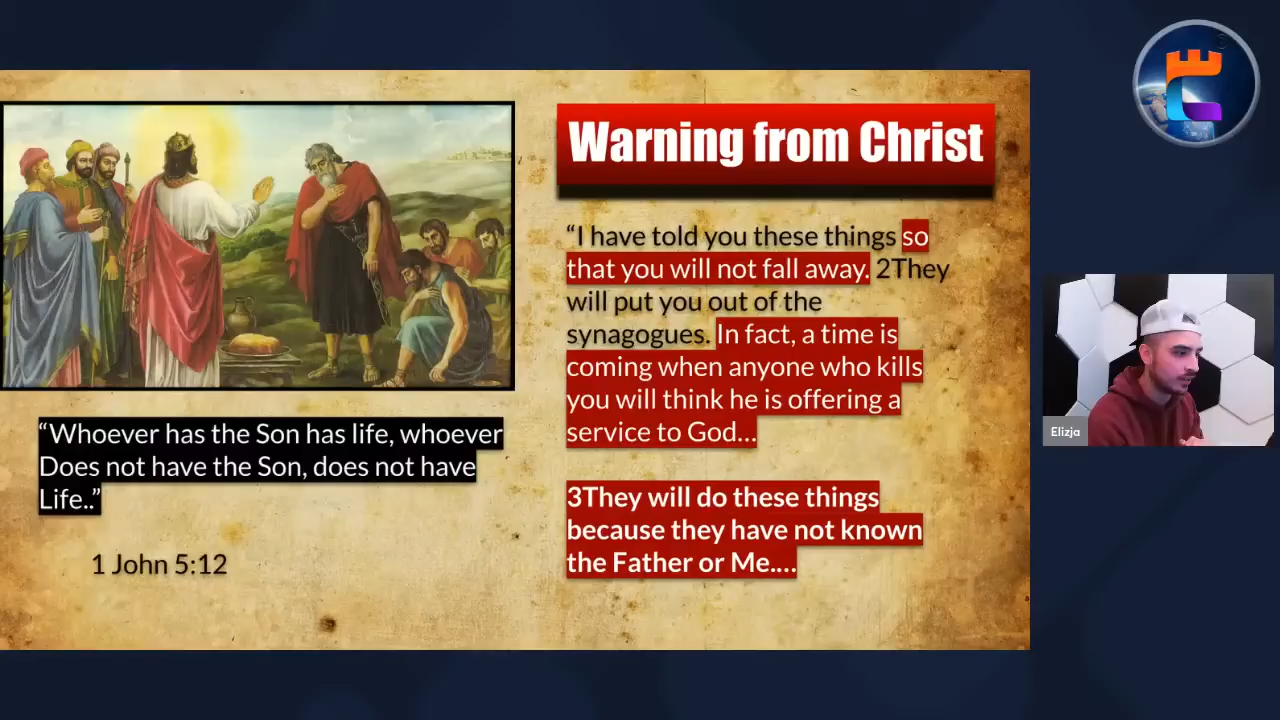 Warning from Christ
“I have told you these things so
that you will not fall away. 2They
will put you out of the
synagogues. In fact, a time is
coming when anyone who kills
you will think he is offering a
service to God...
3They will do these things
because they have not known
the Father or Me....
“Whoever has the Son has life, whoever
Does not have the Son, does not have
Life..”
1 John 5:12
Elizja